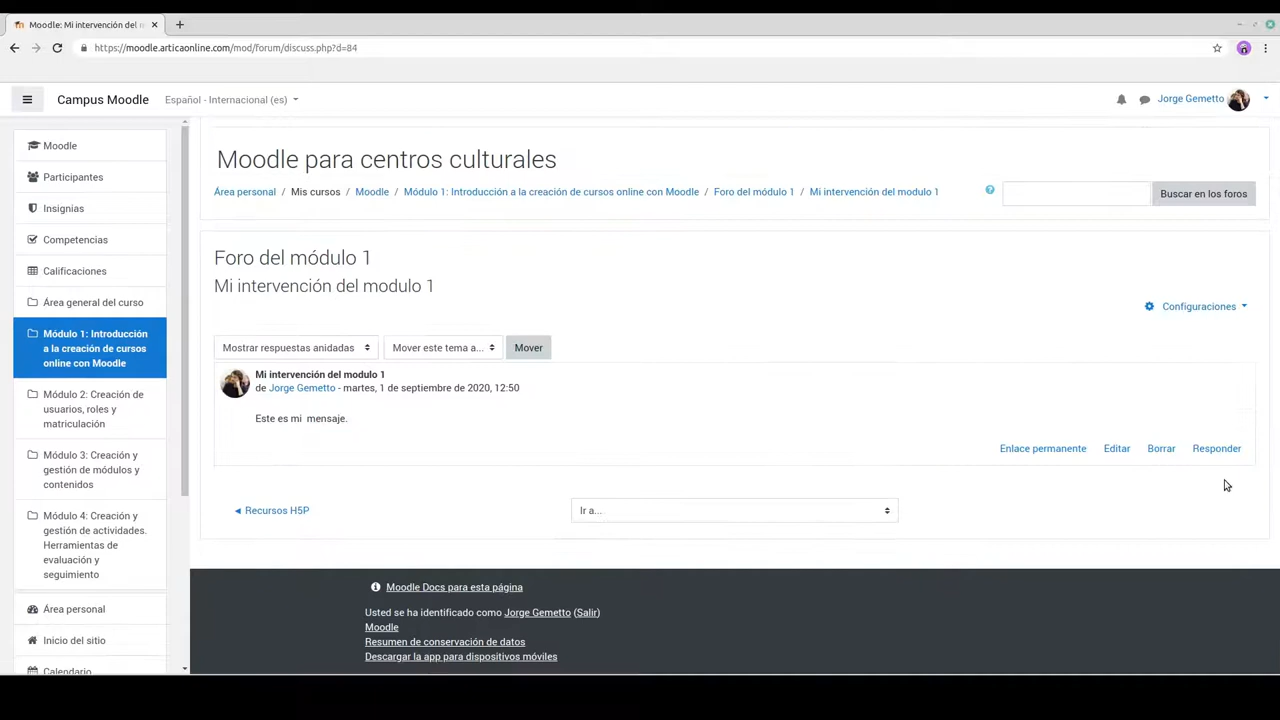 Moodle: Mi intervención del
https://moodle.articaonline.com/mod/forum/discuss.php?d=84
Campus Moodle
Español - Internacional (es)
Jorge Gemetto
Moodle
Participantes
Insignias
Competencias
Calificaciones
Área general del curso
Módulo 1: Introducción
a la creación de cursos
online con Moodle
Módulo 2: Creación de
usuarios, roles y
matriculación
Módulo 3: Creación y
gestión de módulos y
contenidos
Módulo 4: Creación y
gestión de actividades.
Herramientas de
evaluación y
seguimiento
Área personal
Inicio del sitio
Calendario
Moodle para centros culturales
Área personal / Mis cursos / Moodle / Módulo 1: Introducción a la creación de cursos online con Moodle / Foro del módulo 1 / Mi intervención del modulo 1
Buscar en los foros
Foro del módulo 1
Mi intervención del modulo 1
Configuraciones
Mostrar respuestas anidadas
Mover este tema a...
Mover
Mi intervención del modulo 1
de Jorge Gemetto - martes, 1 de septiembre de 2020, 12:50
Este es mi mensaje.
Enlace permanente Editar Borrar Responder
◄ Recursos H5P
Ir a...
Moodle Docs para esta página
Usted se ha identificado como Jorge Gemetto (Salir)
Moodle
Resumen de conservación de datos
Descargar la app para dispositivos móviles